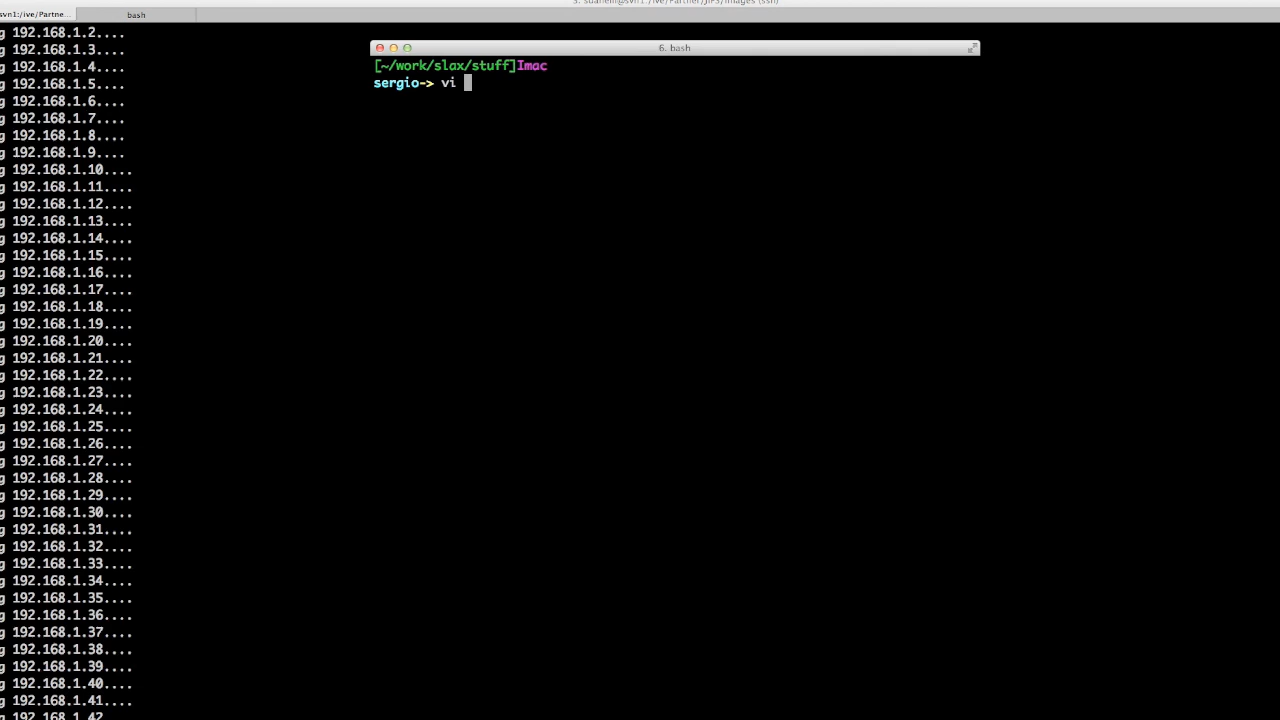 svn1:/ive/Partne... bash
g 192.168.1.2....
g 192.168.1.3....
g 192.168.1.4....
g 192.168.1.5....
g 192.168.1.6....
g 192.168.1.7....
g 192.168.1.8....
g 192.168.1.9....
g 192.168.1.10....
g 192.168.1.11....
g 192.168.1.12....
g 192.168.1.13....
g 192.168.1.14....
g 192.168.1.15....
g 192.168.1.16....
g 192.168.1.17....
g 192.168.1.18....
g 192.168.1.19....
g 192.168.1.20....
g 192.168.1.21....
g 192.168.1.22....
g 192.168.1.23....
g 192.168.1.24....
g 192.168.1.25....
g 192.168.1.26....
g 192.168.1.27....
g 192.168.1.28....
g 192.168.1.29....
g 192.168.1.30....
g 192.168.1.31....
g 192.168.1.32....
g 192.168.1.33....
g 192.168.1.34....
g 192.168.1.35....
g 192.168.1.36....
g 192.168.1.37....
g 192.168.1.38....
g 192.168.1.39....
g 192.168.1.40....
g 192.168.1.41....
192.168.1.42
6. bash
[~/work/slax/stuff]Imac
sergio-> vi